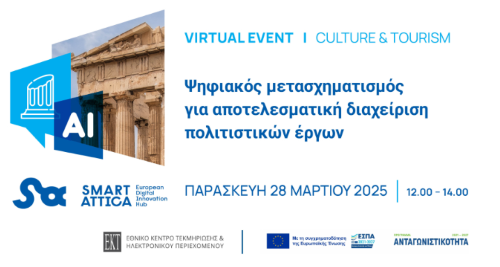 VIRTUAL EVENT | CULTURE & TOURISM
Ψηφιακός μετασχηματισμός
για αποτελεσματική διαχείριση
πολιτιστικών έργων
AI
SMART
ATTICA
European
Digital
Innovation
Hub
ΠΑΡΑΣΚΕΥΗ 28 ΜΑΡΤΙΟΥ 2025 | 12.00 - 14.00
ΕΚΤ
ΕΘΝΙΚΟ ΚΕΝΤΡΟ ΤΕΚΜΗΡΙΩΣΗΣ &
ΗΛΕΚΤΡΟΝΙΚΟΥ ΠΕΡΙΕΧΟΜΕΝΟΥ
Με τη συγχρηματοδότηση
της Ευρωπαϊκής Ένωσης
ΕΣΠΑ
2021-2027
ΑΝΤΑΓΩΝΙΣΤΙΚΟΤΗΤΑ